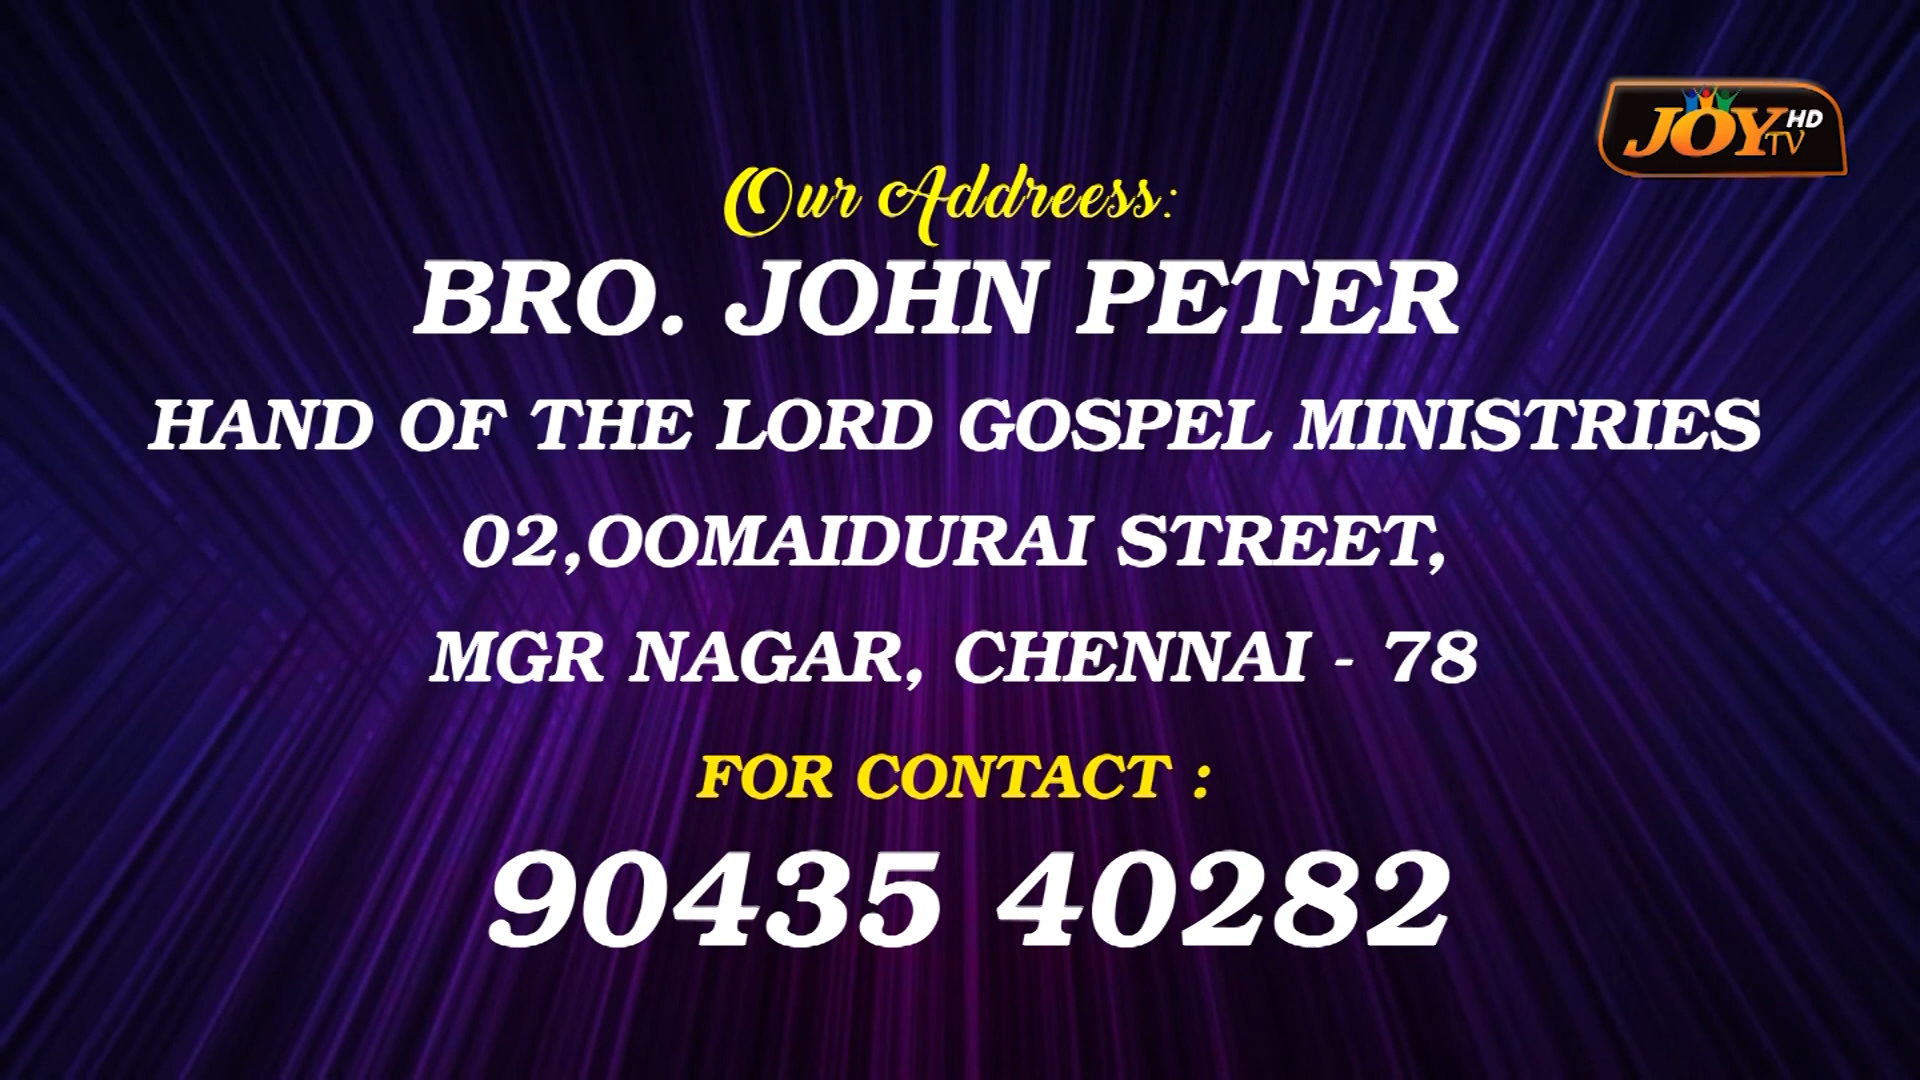 JOY TV HD
Our Addreess:
BRO. JOHN PETER
HAND OF THE LORD GOSPEL MINISTRIES
02,OOMAIDURAI STREET,
MGR NAGAR, CHENNAI - 78
FOR CONTACT :
90435 40282